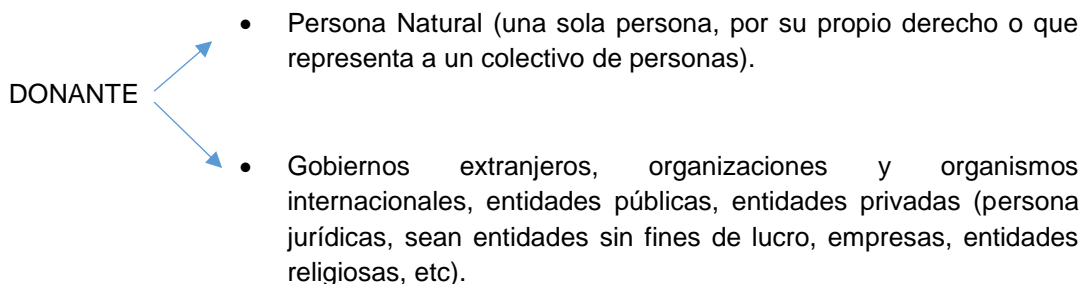 • Persona Natural (una sola persona, por su propio derecho o que
representa a un colectivo de personas).
DONANTE
• Gobiernos extranjeros, organizaciones y organismos
internacionales, entidades públicas, entidades privadas (persona
jurídicas, sean entidades sin fines de lucro, empresas, entidades
religiosas, etc).